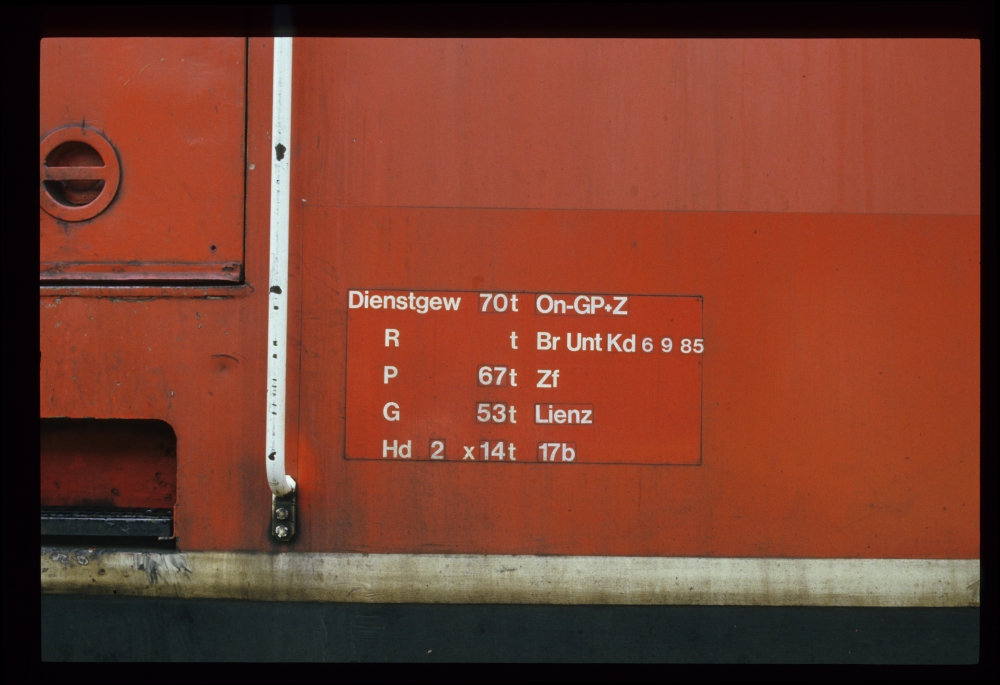 Dienstgew 70t On-GP+Z
R t Br Unt Kd 6 9 85
P 67t Zf
G 53t Lienz
Hd 2 x14t 17b